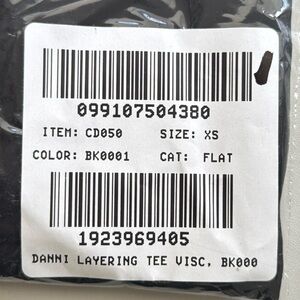 099107504380
ITEM: CD050 SIZE: XS
COLOR: BK0001 CAT: FLAT
1923969405
DANNI LAYERING TEE VISC, BK000